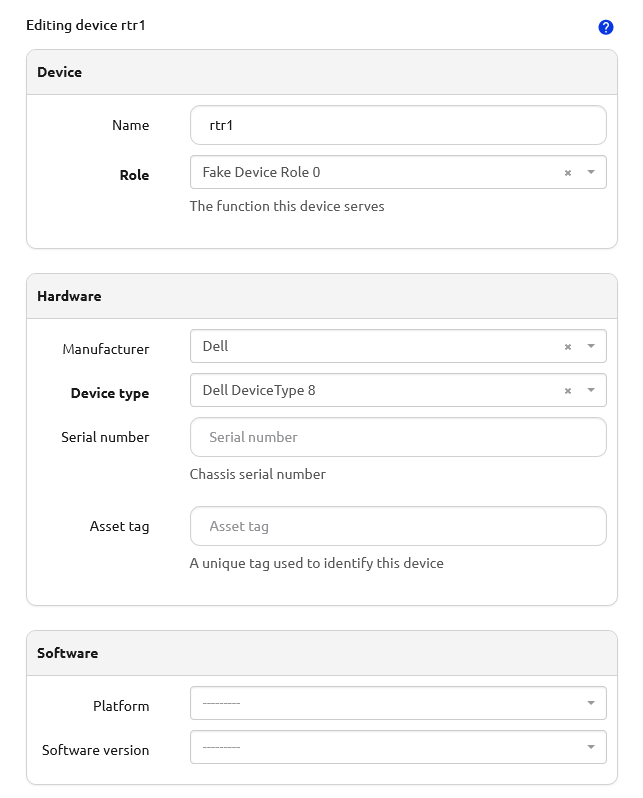 Editing device rtr1
?
Device
Name
rtr1
Role
Fake Device Role 0
The function this device serves
Hardware
Manufacturer
Dell
Device type
Dell DeviceType 8
Serial number
Serial number
Chassis serial number
Asset tag
Asset tag
A unique tag used to identify this device
Software
Platform
---------
Software version
---------